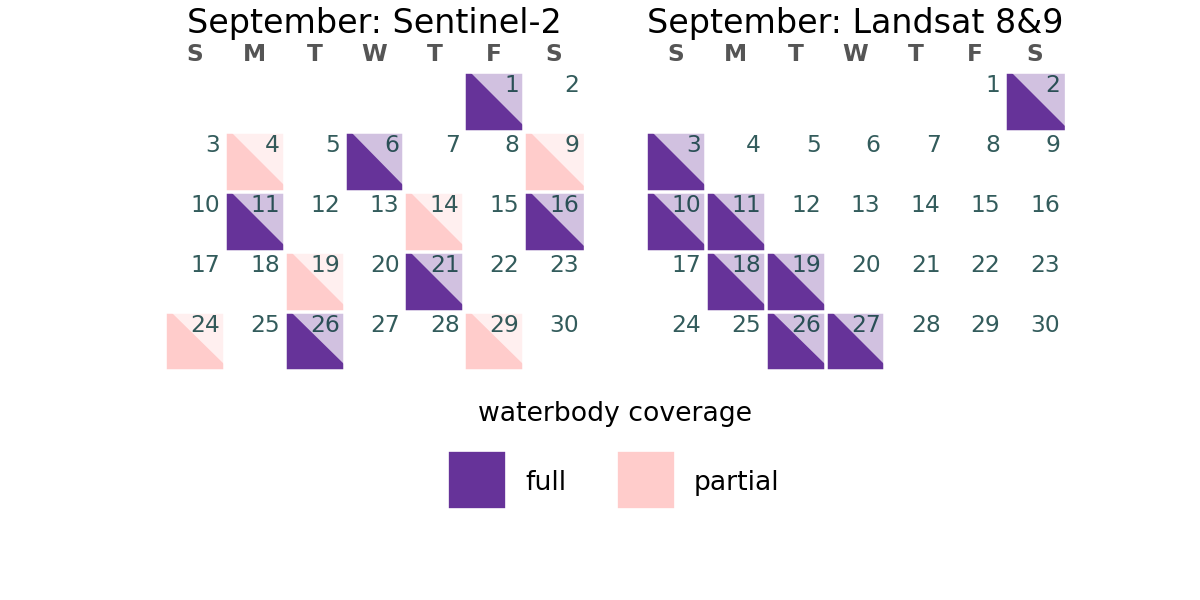 September: Sentinel-2
S M T W T F S
1 2
3 4 5 6 7 8 9
10 11 12 13 14 15 16
17 18 19 20 21 22 23
24 25 26 27 28 29 30
September: Landsat 8&9
S M T W T F S
1 2
3 4 5 6 7 8 9
10 11 12 13 14 15 16
17 18 19 20 21 22 23
24 25 26 27 28 29 30
waterbody coverage
full partial